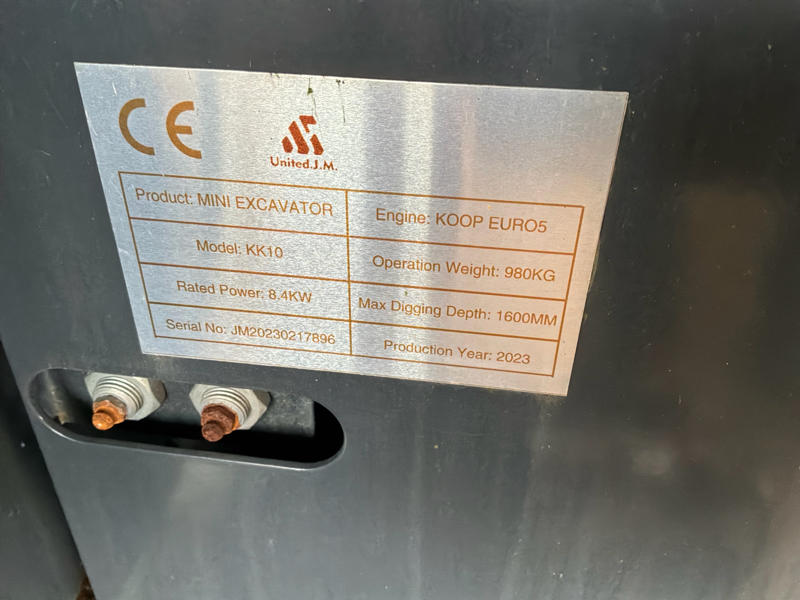 CE
United.J.M.
Product: MINI EXCAVATOR
Engine: KOOP EURO5
Model: KK10
Operation Weight: 980KG
Rated Power: 8.4KW
Max Digging Depth: 1600MM
Serial No: JM20230217896
Production Year: 2023